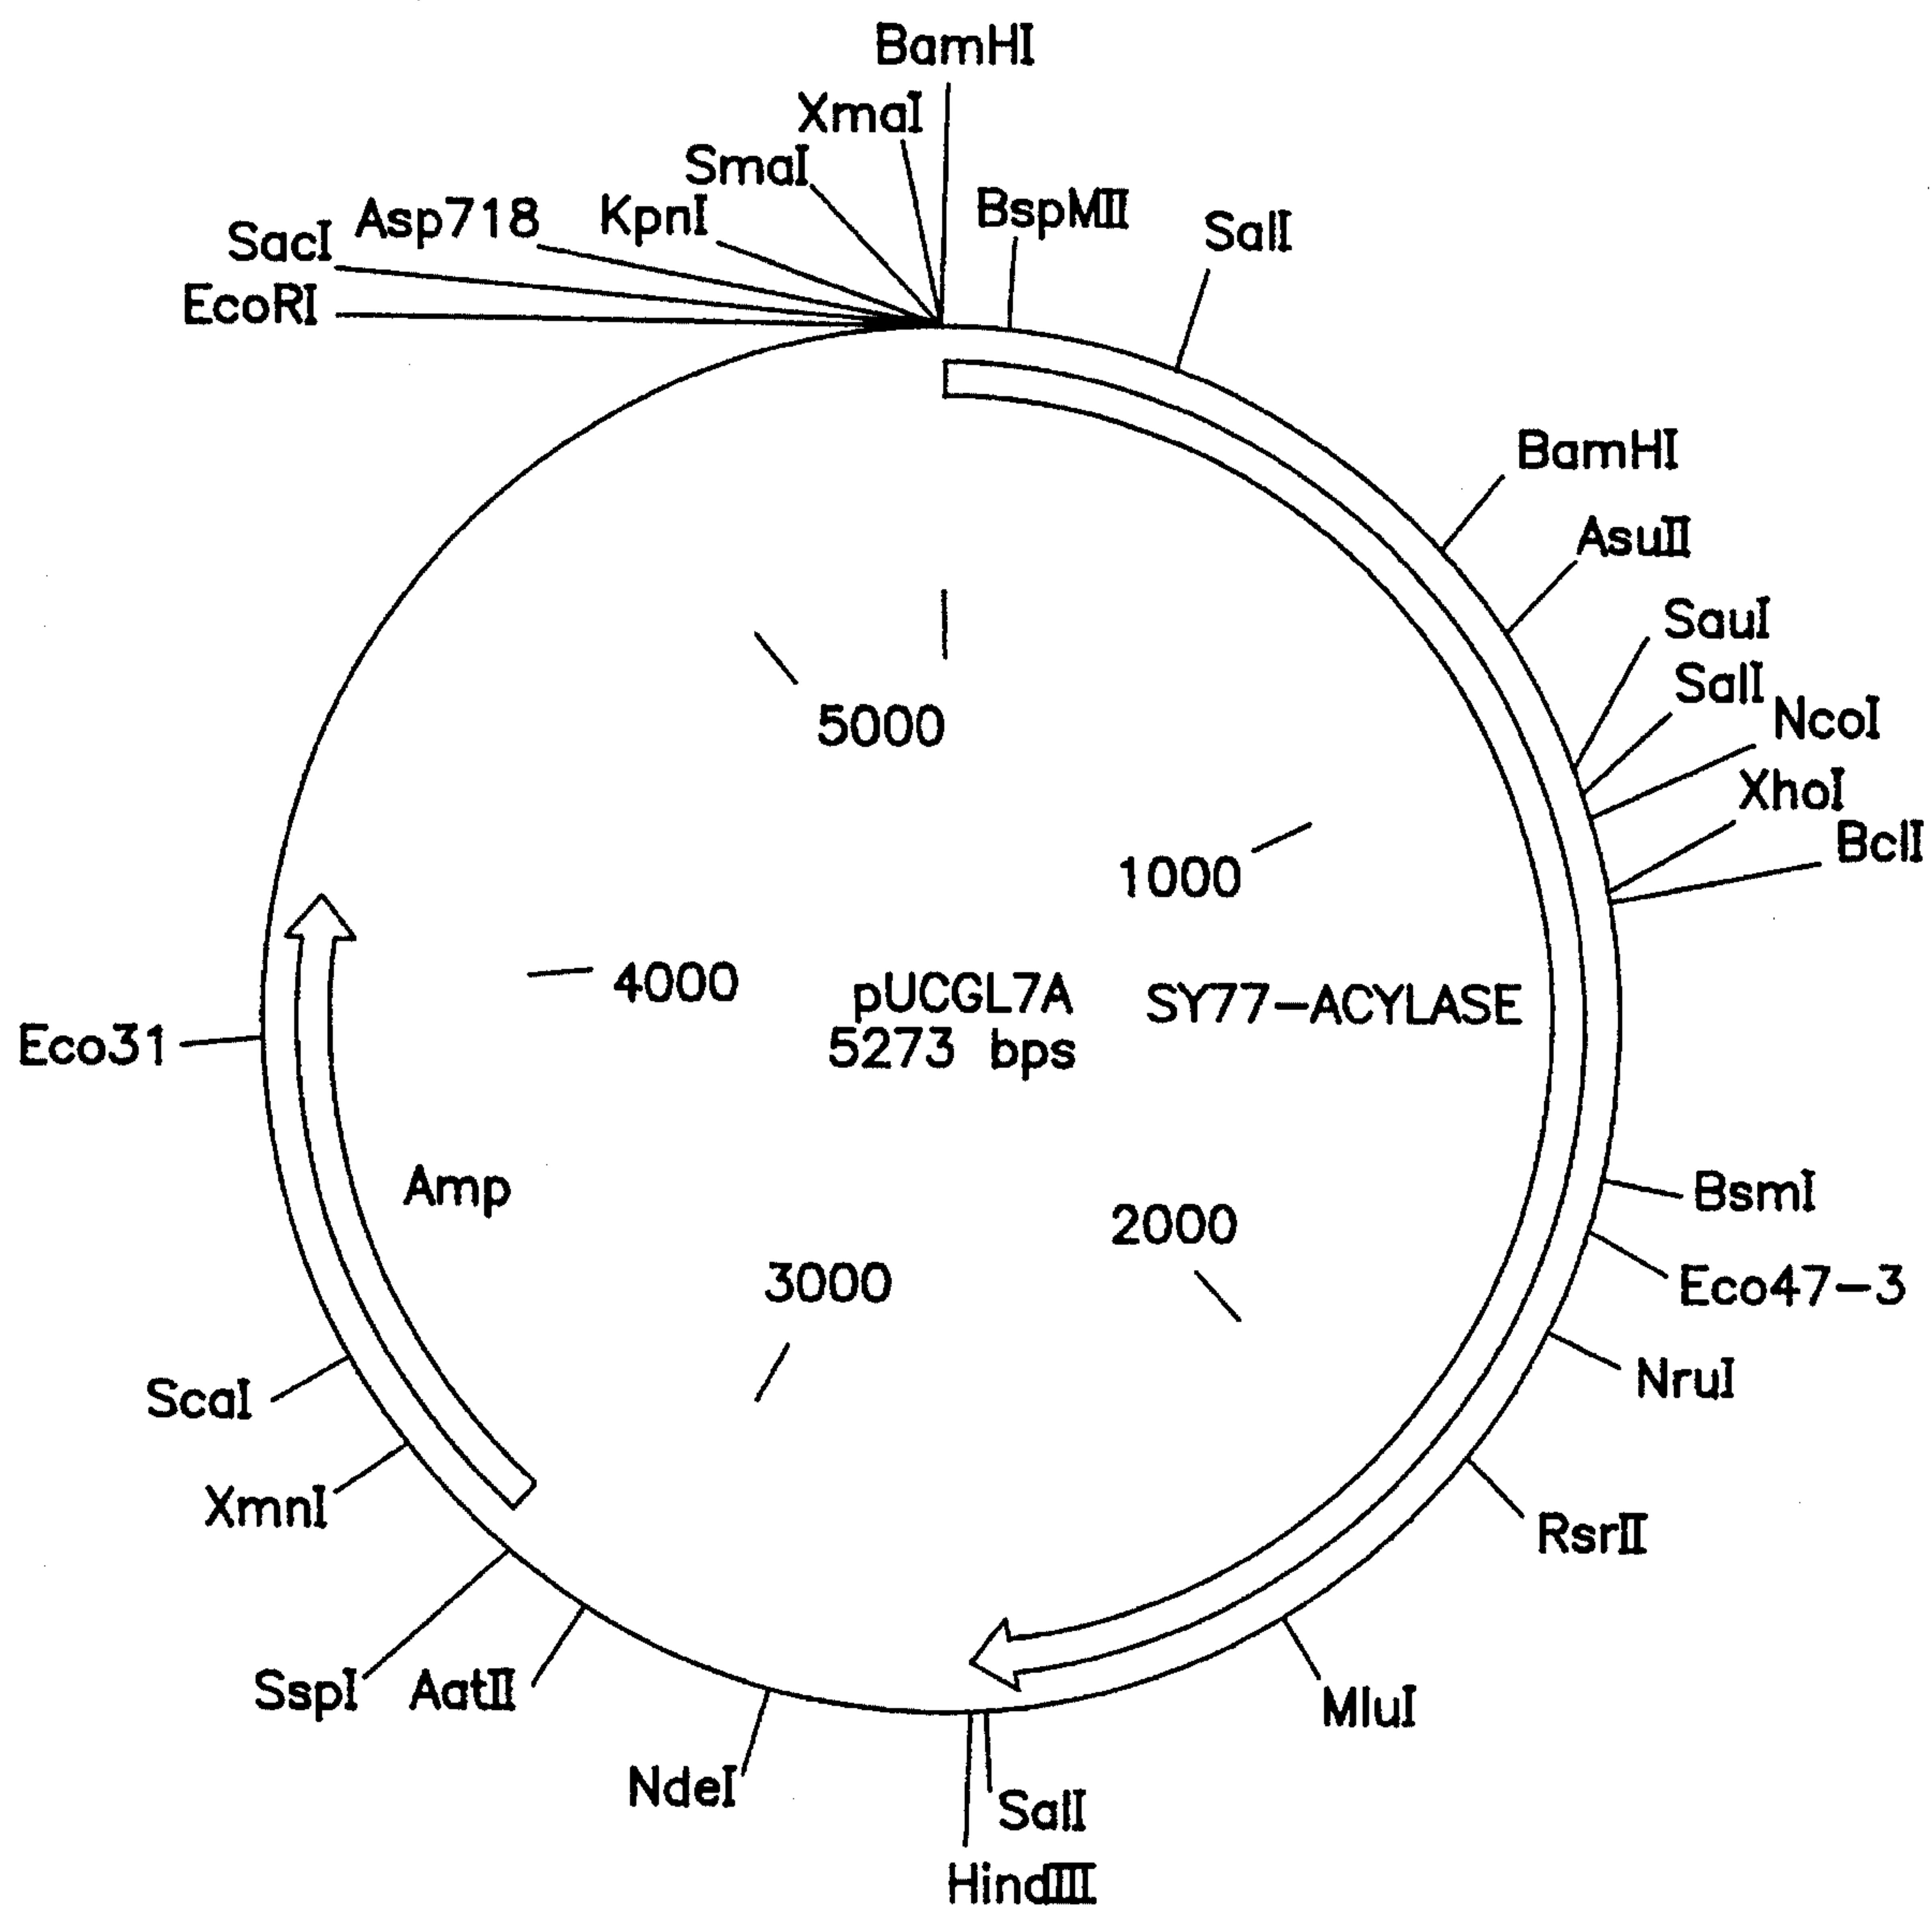 BamHI
XmaI
SmaI
KpnI
Asp718
SacI
EcoRI
BspMII
SalI
BamHI
AsuII
SauI
SalI
NcoI
XhoI
BclI
5000
1000
4000
pUCGL7A
5273 bps
SY77-ACYLASE
Eco31
Amp
2000
3000
BsmI
Eco47-3
NruI
RsrII
MluI
ScaI
XmnI
SspI
AatII
NdeI
SalI
HindIII